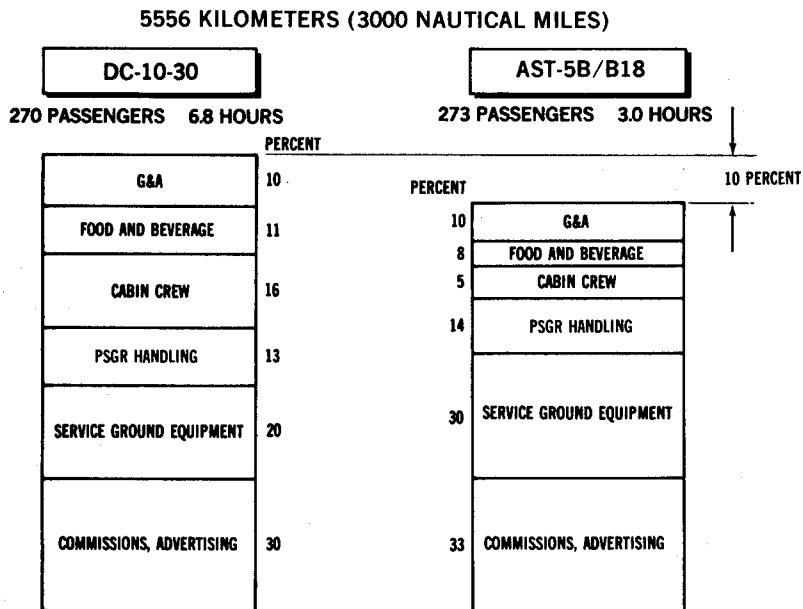 5556 KILOMETERS (3000 NAUTICAL MILES)
DC-10-30
270 PASSENGERS 6.8 HOURS
PERCENT
G&A 10
FOOD AND BEVERAGE 11
CABIN CREW 16
PSGR HANDLING 13
SERVICE GROUND EQUIPMENT 20
COMMISSIONS, ADVERTISING 30
AST-5B/B18
273 PASSENGERS 3.0 HOURS
10 PERCENT
PERCENT
10 G&A
8 FOOD AND BEVERAGE
5 CABIN CREW
14 PSGR HANDLING
30 SERVICE GROUND EQUIPMENT
33 COMMISSIONS, ADVERTISING